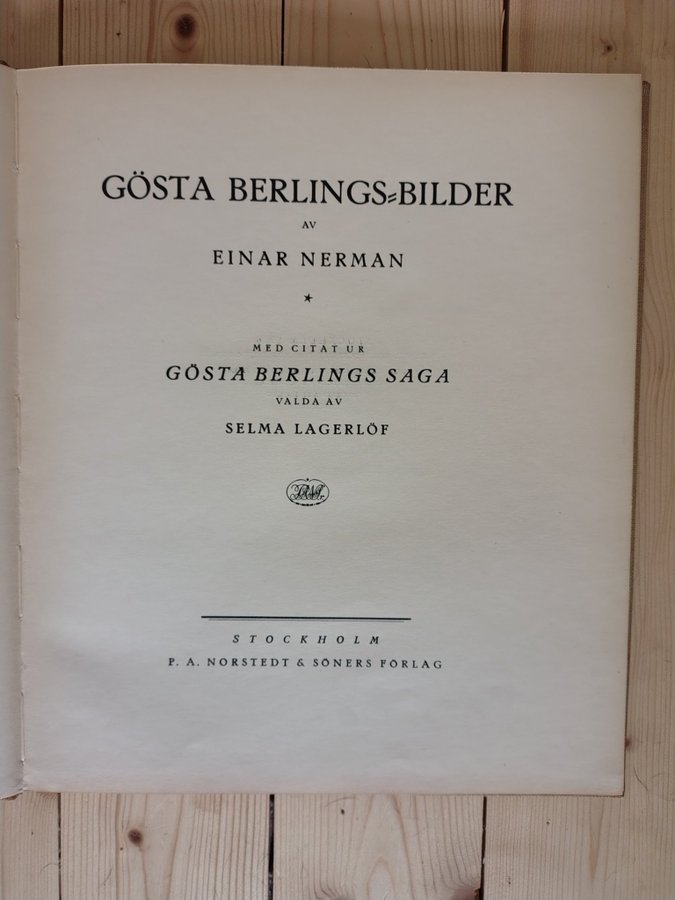 GÖSTA BERLINGS-BILDER
AV
EINAR NERMAN
*
MED CITAT UR
GÖSTA BERLINGS SAGA
VALDA AV
SELMA LAGERLÖF
STOCKHOLM
P. A. NORSTEDT & SÖNERS FÖRLAG